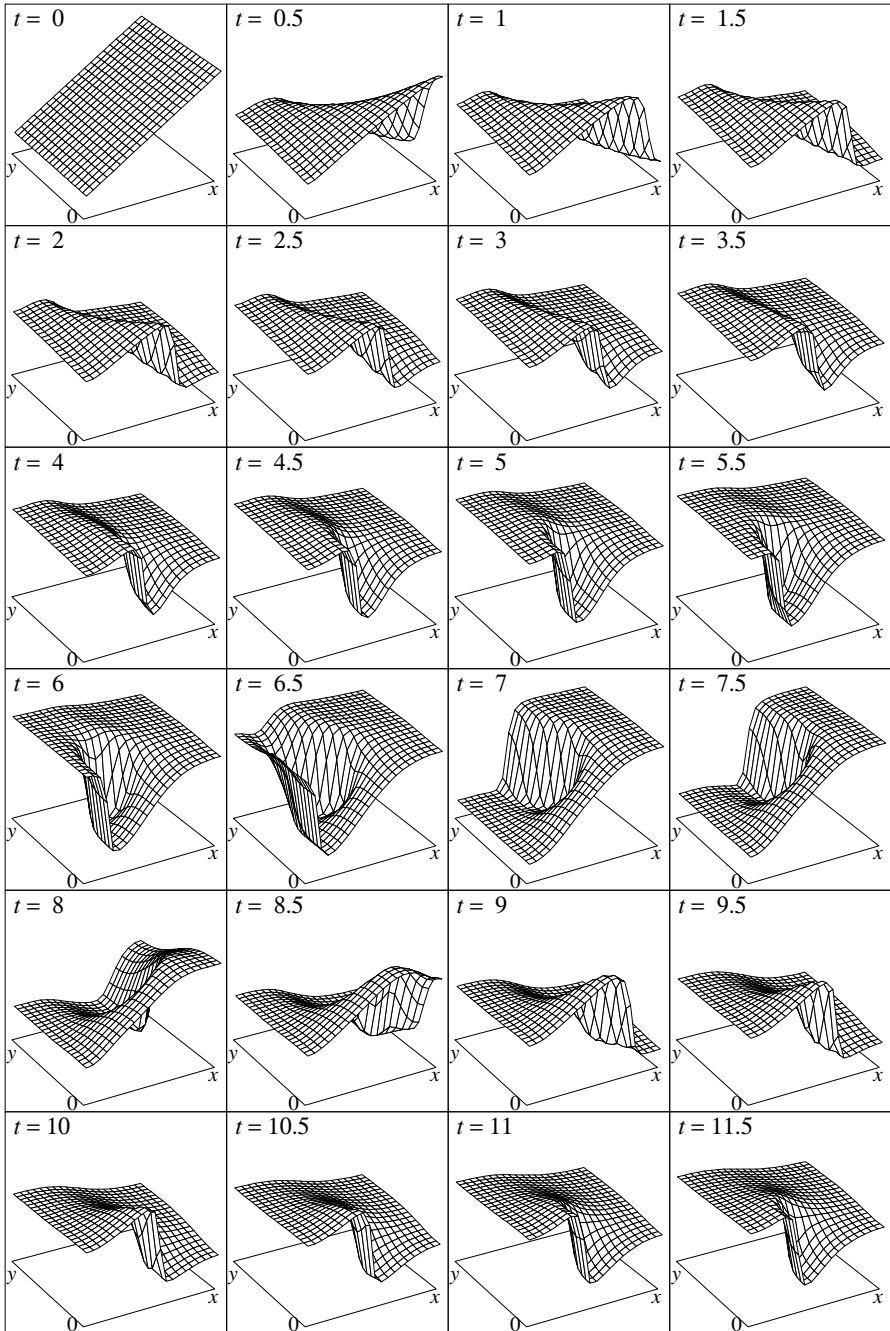 t = 0
t = 0.5
t = 1
t = 1.5
y
0
x
y
0
x
y
0
x
y
0
x
t = 2
t = 2.5
t = 3
t = 3.5
y
0
x
y
0
x
y
0
x
y
0
x
t = 4
t = 4.5
t = 5
t = 5.5
y
0
x
y
0
x
y
0
x
y
0
x
t = 6
t = 6.5
t = 7
t = 7.5
y
0
x
y
0
x
y
0
x
y
0
x
t = 8
t = 8.5
t = 9
t = 9.5
y
0
x
y
0
x
y
0
x
y
0
x
t = 10
t = 10.5
t = 11
t = 11.5
y
0
x
y
0
x
y
0
x
y
0
x